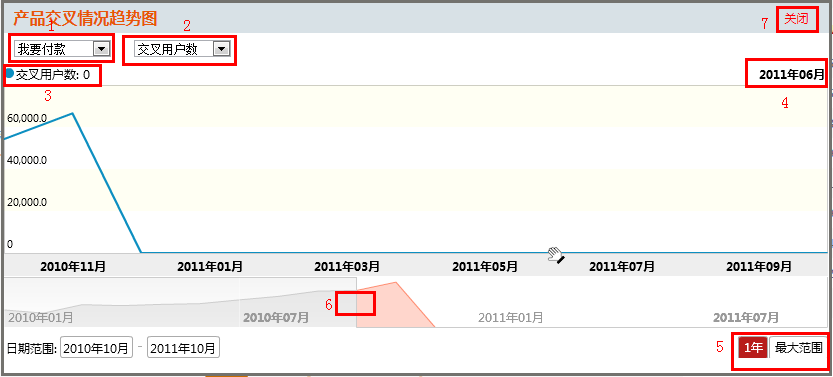 产品交叉情况趋势图
1
2
7
关闭
我要付款
交叉用户数
交叉用户数: 0
2011年06月
3
4
60,000.0
40,000.0
20,000.0
0
2010年11月
2011年01月
2011年03月
2011年05月
2011年07月
2011年09月
6
2010年01月
2010年07月
2011年01月
2011年07月
日期范围: 2010年10月 - 2011年10月
5
1年
最大范围